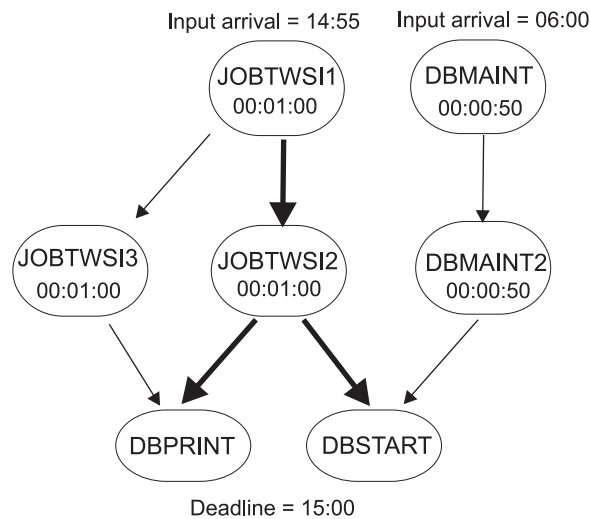 Input arrival = 14:55
Input arrival = 06:00
JOBTWSI1
00:01:00
DBMAINT
00:00:50
JOBTWSI3
00:01:00
JOBTWSI2
00:01:00
DBMAINT2
00:00:50
DBPRINT
DBSTART
Deadline = 15:00